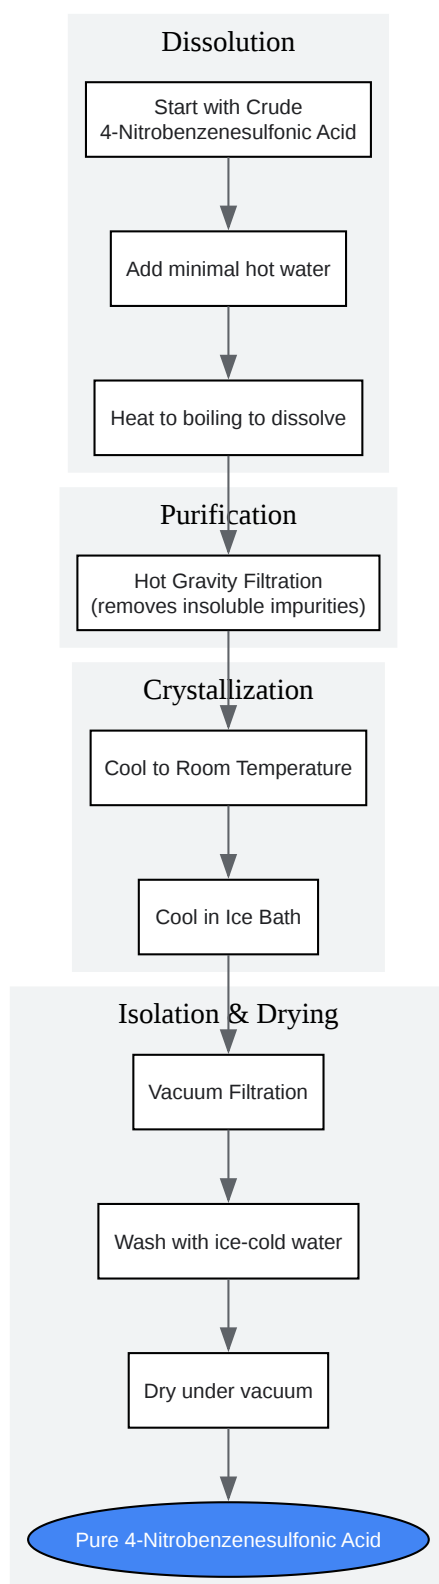 Dissolution
Start with Crude
4-Nitrobenzenesulfonic Acid
Add minimal hot water
Heat to boiling to dissolve
Purification
Hot Gravity Filtration
(removes insoluble impurities)
Crystallization
Cool to Room Temperature
Cool in Ice Bath
Isolation & Drying
Vacuum Filtration
Wash with ice-cold water
Dry under vacuum
Pure 4-Nitrobenzenesulfonic Acid